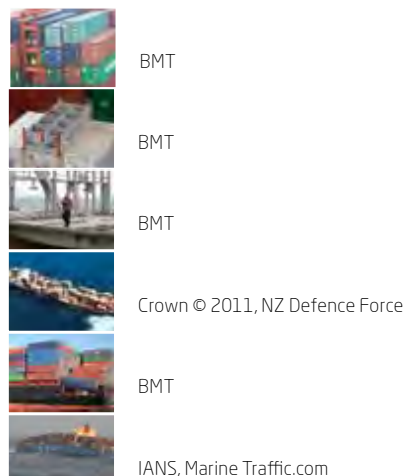 BMT
BMT
BMT
Crown © 2011, NZ Defence Force
BMT
IANS, Marine Traffic.com